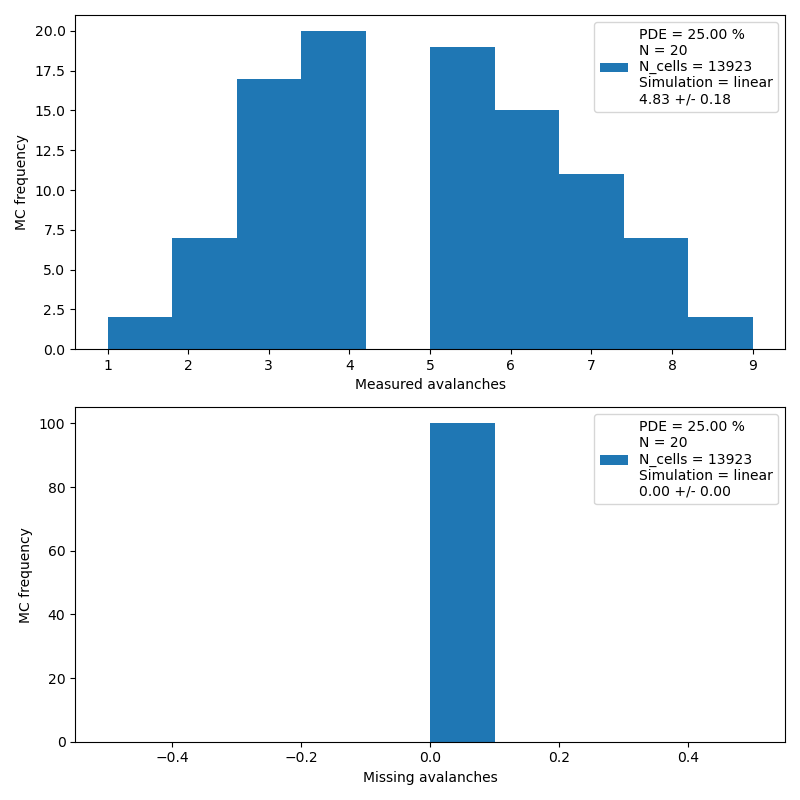 20.0
17.5
15.0
12.5
10.0
7.5
5.0
2.5
0.0
MC frequency
PDE = 25.00 %
N = 20
N_cells = 13923
Simulation = linear
4.83 +/- 0.18
1 2 3 4 5 6 7 8 9
Measured avalanches
100
80
60
40
20
0
MC frequency
PDE = 25.00 %
N = 20
N_cells = 13923
Simulation = linear
0.00 +/- 0.00
−0.4 −0.2 0.0 0.2 0.4
Missing avalanches